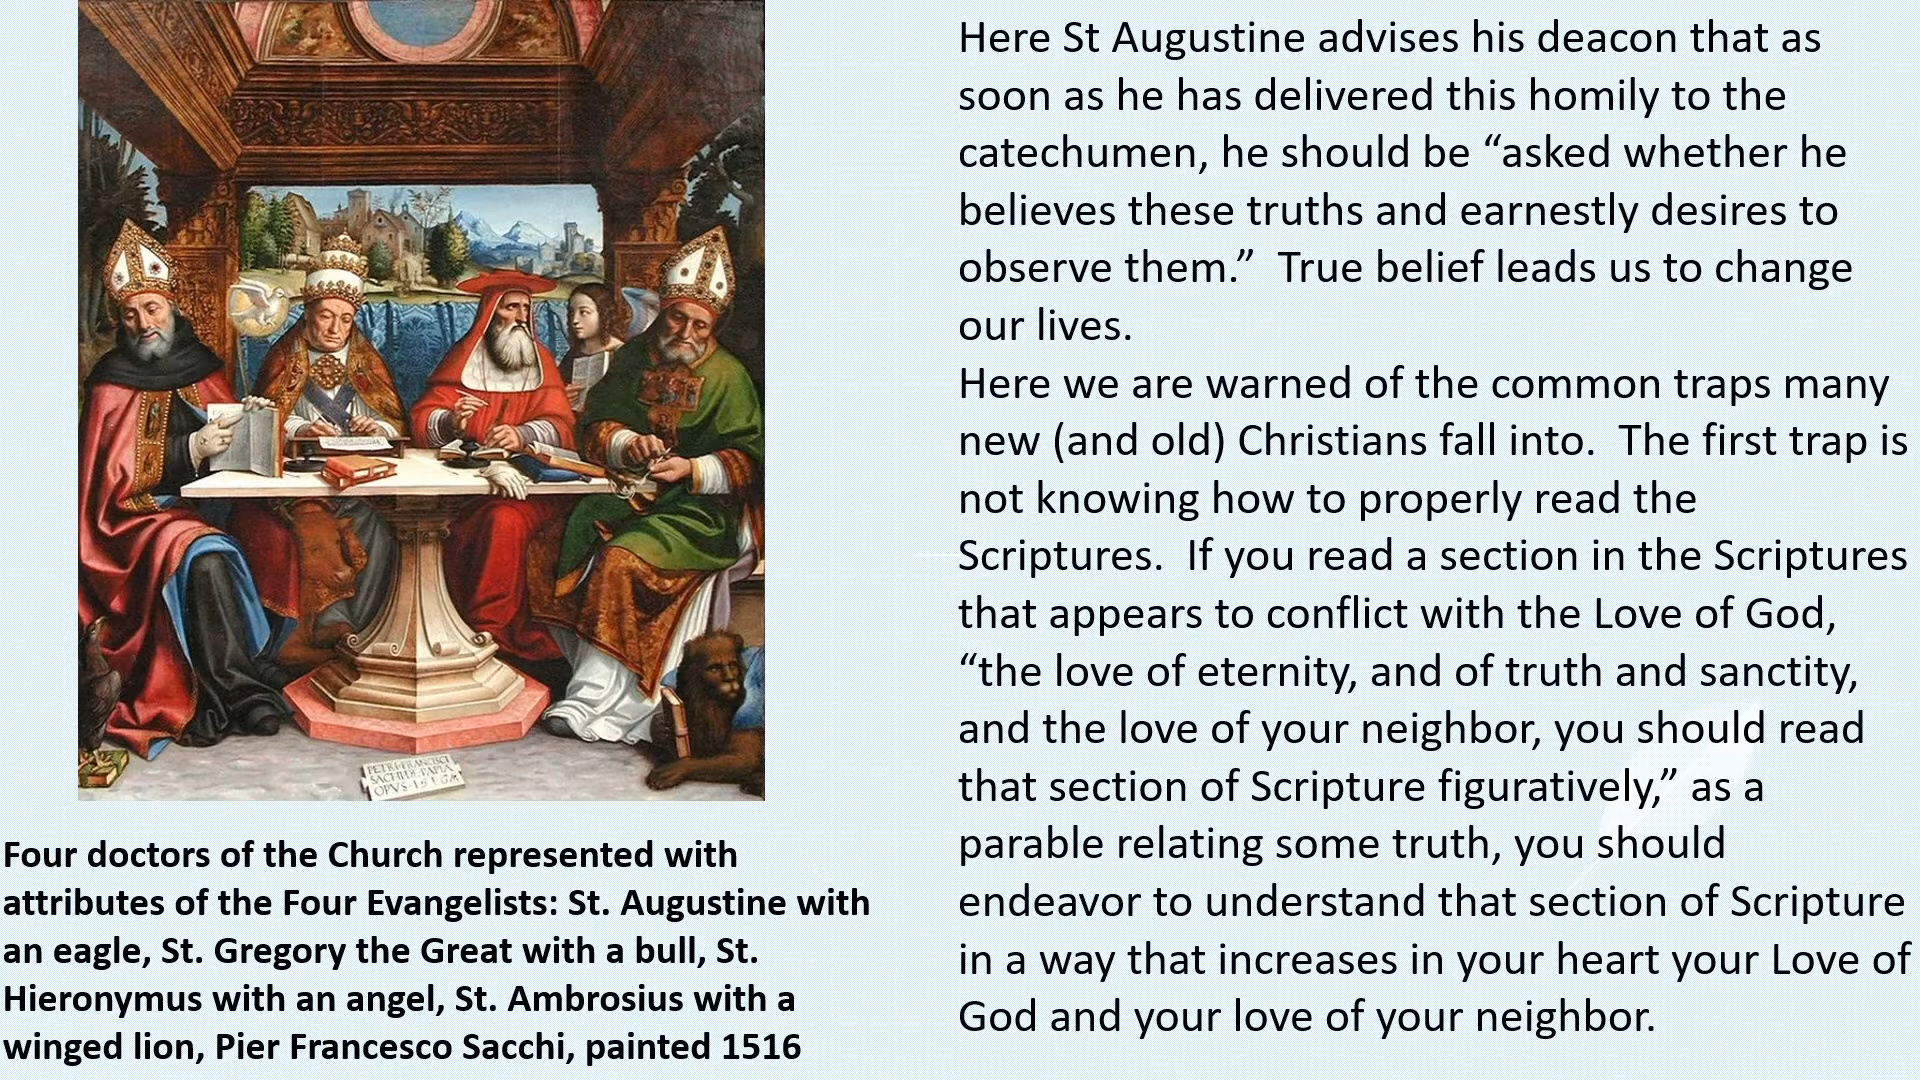 Here St Augustine advises his deacon that as
soon as he has delivered this homily to the
catechumen, he should be “asked whether he
believes these truths and earnestly desires to
observe them.”  True belief leads us to change
our lives.
Here we are warned of the common traps many
new (and old) Christians fall into.  The first trap is
not knowing how to properly read the
Scriptures.  If you read a section in the Scriptures
that appears to conflict with the Love of God,
“the love of eternity, and of truth and sanctity,
and the love of your neighbor, you should read
that section of Scripture figuratively,” as a
parable relating some truth, you should
endeavor to understand that section of Scripture
in a way that increases in your heart your Love of
God and your love of your neighbor.
Four doctors of the Church represented with
attributes of the Four Evangelists: St. Augustine with
an eagle, St. Gregory the Great with a bull, St.
Hieronymus with an angel, St. Ambrosius with a
winged lion, Pier Francesco Sacchi, painted 1516